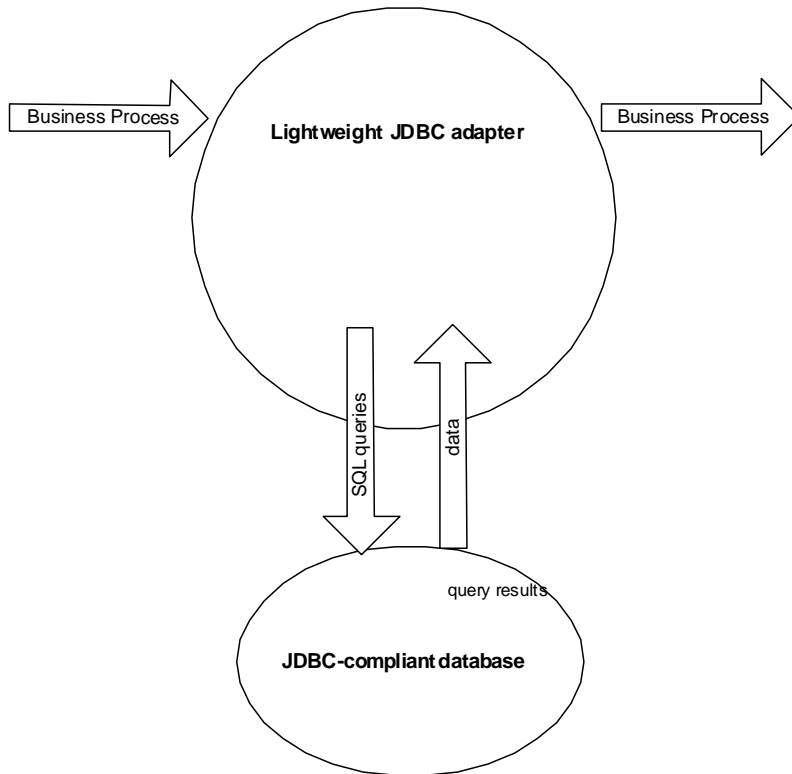 Business Process
Business Process
Lightweight JDBC adapter
SQL queries
data
query results
JDBC-compliant database